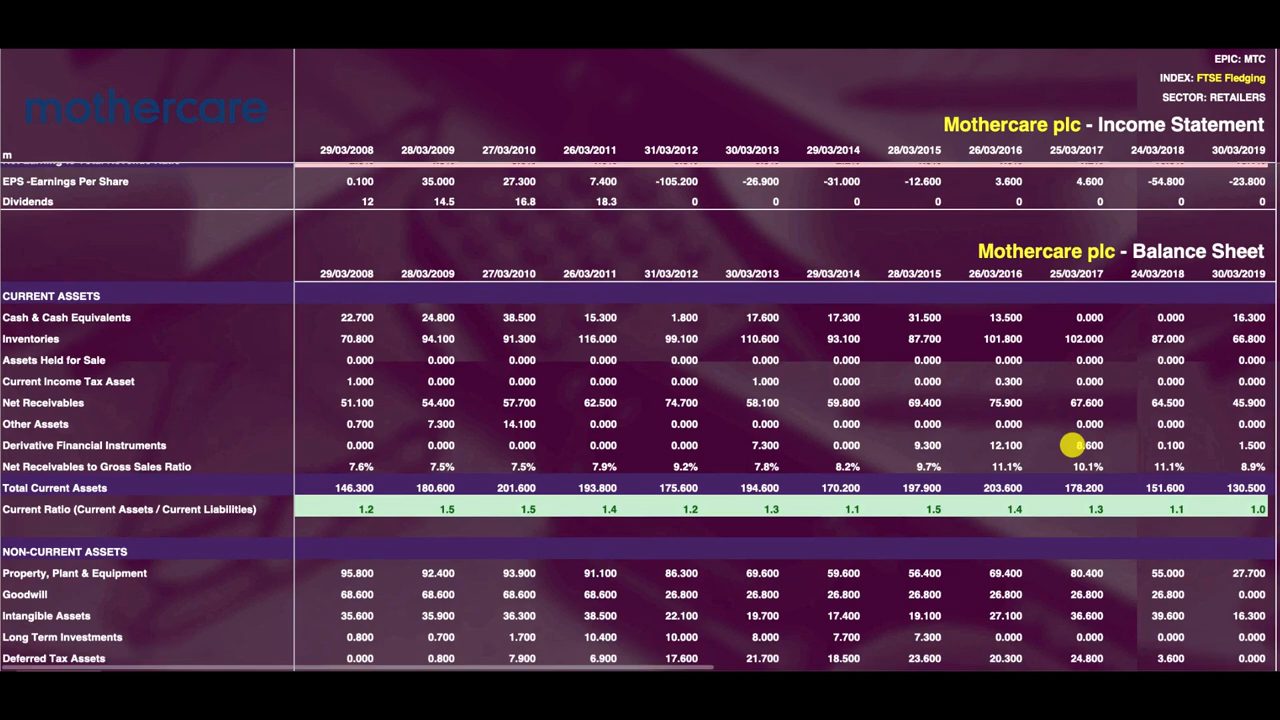 EPIC: MTC
INDEX: FTSE Fledging
SECTOR: RETAILERS
mothercare
Mothercare plc - Income Statement
m 29/03/2008 28/03/2009 27/03/2010 26/03/2011 31/03/2012 30/03/2013 29/03/2014 28/03/2015 26/03/2016 25/03/2017 24/03/2018 30/03/2019
EPS -Earnings Per Share 0.100 35.000 27.300 7.400 -105.200 -26.900 -31.000 -12.600 3.600 4.600 -54.800 -23.800
Dividends 12 14.5 16.8 18.3 0 0 0 0 0 0 0 0
Mothercare plc - Balance Sheet
29/03/2008 28/03/2009 27/03/2010 26/03/2011 31/03/2012 30/03/2013 29/03/2014 28/03/2015 26/03/2016 25/03/2017 24/03/2018 30/03/2019
CURRENT ASSETS
Cash & Cash Equivalents 22.700 24.800 38.500 15.300 1.800 17.600 17.300 31.500 13.500 0.000 0.000 16.300
Inventories 70.800 94.100 91.300 116.000 99.100 110.600 93.100 87.700 101.800 102.000 87.000 66.800
Assets Held for Sale 0.000 0.000 0.000 0.000 0.000 0.000 0.000 0.000 0.000 0.000 0.000 0.000
Current Income Tax Asset 1.000 0.000 0.000 0.000 0.000 1.000 0.000 0.000 0.300 0.000 0.000 0.000
Net Receivables 51.100 54.400 57.700 62.500 74.700 58.100 59.800 69.400 75.900 67.600 64.500 45.900
Other Assets 0.700 7.300 14.100 0.000 0.000 0.000 0.000 0.000 0.000 0.000 0.000 0.000
Derivative Financial Instruments 0.000 0.000 0.000 0.000 0.000 7.300 0.000 9.300 12.100 0.100 1.500
Net Receivables to Gross Sales Ratio 7.6% 7.5% 7.5% 7.9% 9.2% 7.8% 8.2% 9.7% 11.1% 10.1% 11.1% 8.9%
Total Current Assets 146.300 180.600 201.600 193.800 175.600 194.600 170.200 197.900 203.600 178.200 151.600 130.500
Current Ratio (Current Assets / Current Liabilities) 1.2 1.5 1.5 1.4 1.2 1.3 1.1 1.5 1.4 1.3 1.1 1.0
NON-CURRENT ASSETS
Property, Plant & Equipment 95.800 92.400 93.900 91.100 86.300 69.600 59.600 56.400 69.400 80.400 55.000 27.700
Goodwill 68.600 68.600 68.600 68.600 26.800 26.800 26.800 26.800 26.800 26.800 26.800 0.000
Intangible Assets 35.600 35.900 36.300 38.500 22.100 19.700 17.400 19.100 27.100 36.600 39.600 16.300
Long Term Investments 0.800 0.700 1.700 10.400 10.000 8.000 7.700 7.300 0.000 0.000 0.000 0.000
Deferred Tax Assets 0.000 0.800 7.900 6.900 17.600 21.700 18.500 23.600 20.300 24.800 3.600 0.000